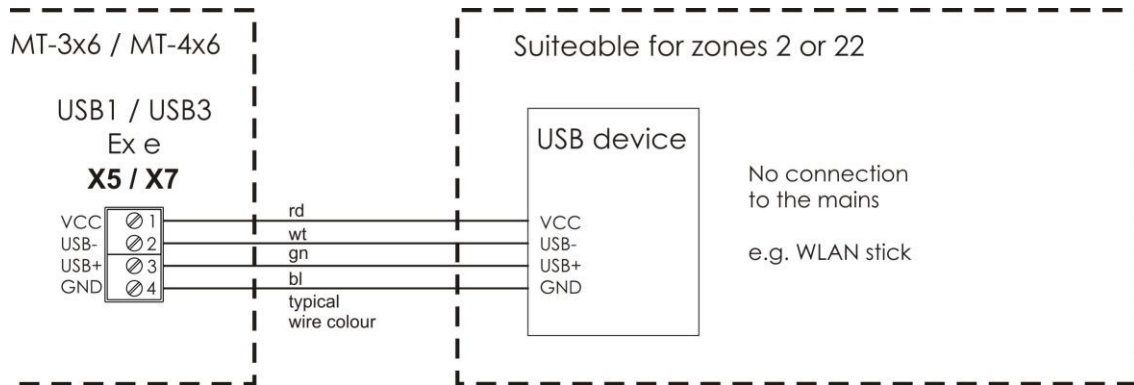 MT-3x6 / MT-4x6
USB1 / USB3
Ex e
X5 / X7
VCC 1
USB- 2
USB+ 3
GND 4
rd
wt
gn
bl
typical
wire colour
Suiteable for zones 2 or 22
USB device
VCC
USB-
USB+
GND
No connection
to the mains
e.g. WLAN stick